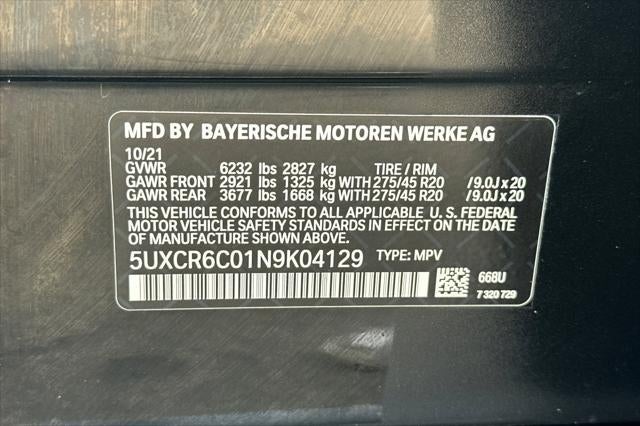 MFD BY BAYERISCHE MOTOREN WERKE AG
10/21
GVWR 6232 lbs 2827 kg TIRE / RIM
GAWR FRONT 2921 lbs 1325 kg WITH 275/45 R20 /9.0J x 20
GAWR REAR 3677 lbs 1668 kg WITH 275/45 R20 /9.0J x 20
THIS VEHICLE CONFORMS TO ALL APPLICABLE U. S. FEDERAL
MOTOR VEHICLE SAFETY STANDARDS IN EFFECT ON THE DATE
OF MANUFACTURE SHOWN ABOVE.
5UXCR6C01N9K04129 TYPE: MPV
668U
7 320 729